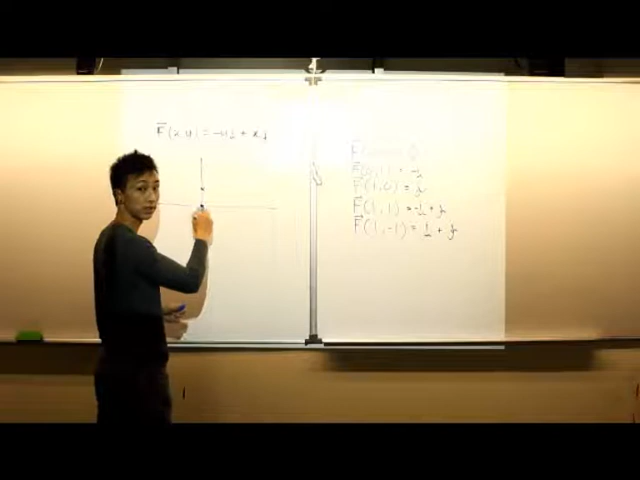 F⃗(x,y) = -yi + xj
F⃗(1,0) = j
F⃗(1,1) = -i + j
F⃗(1,-1) = i + j